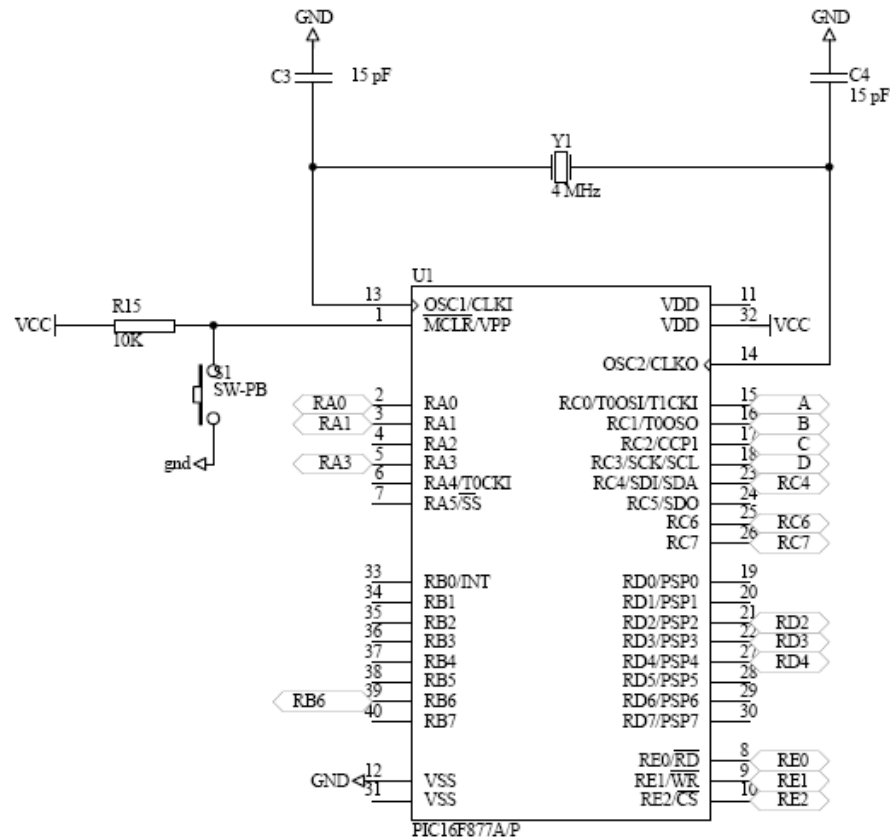 GND GND
C3 15 pF C4
15 pF
Y1
4 MHz
U1
13 OSC1/CLKI VDD 11
R15
VCC 1 MCLR/VPP VDD 32 VCC
10K
14
OSC2/CLKO
S1
SW-PB
RA0 2 RA0 RC0/T0OSI/T1CKI 15 A
RA1 3 RA1 RC1/T0OSO 16 B
4 RA2 RC2/CCP1 17 C
gnd RA3 5 RA3 RC3/SCK/SCL 18 D
6 RA4/T0CKI RC4/SDI/SDA 23 RC4
7 RA5/SS RC5/SDO 24
RC6 25 RC6
RC7 26 RC7
33 RB0/INT RD0/PSP0 19
34 RB1 RD1/PSP1 20
35 RB2 RD2/PSP2 21 RD2
36 RB3 RD3/PSP3 22 RD3
37 RB4 RD4/PSP4 27 RD4
38 RB5 RD5/PSP5 28
RB6 39 RB6 RD6/PSP6 29
40 RB7 RD7/PSP7 30
RE0/RD 8 RE0
GND 12 VSS RE1/WR 9 RE1
31 VSS RE2/CS 10 RE2
PIC16F877A/P